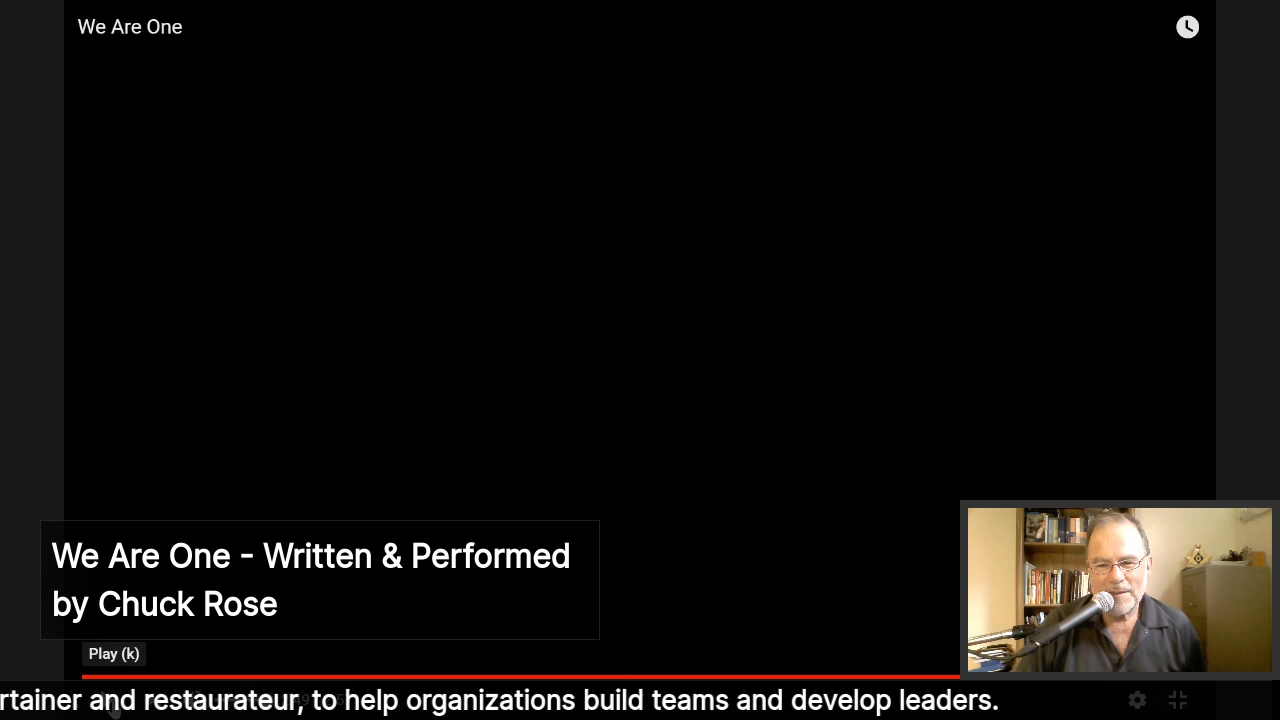 We Are One
We Are One - Written & Performed
by Chuck Rose
Play (k)
rtainer and restaurateur, to help organizations build teams and develop leaders.